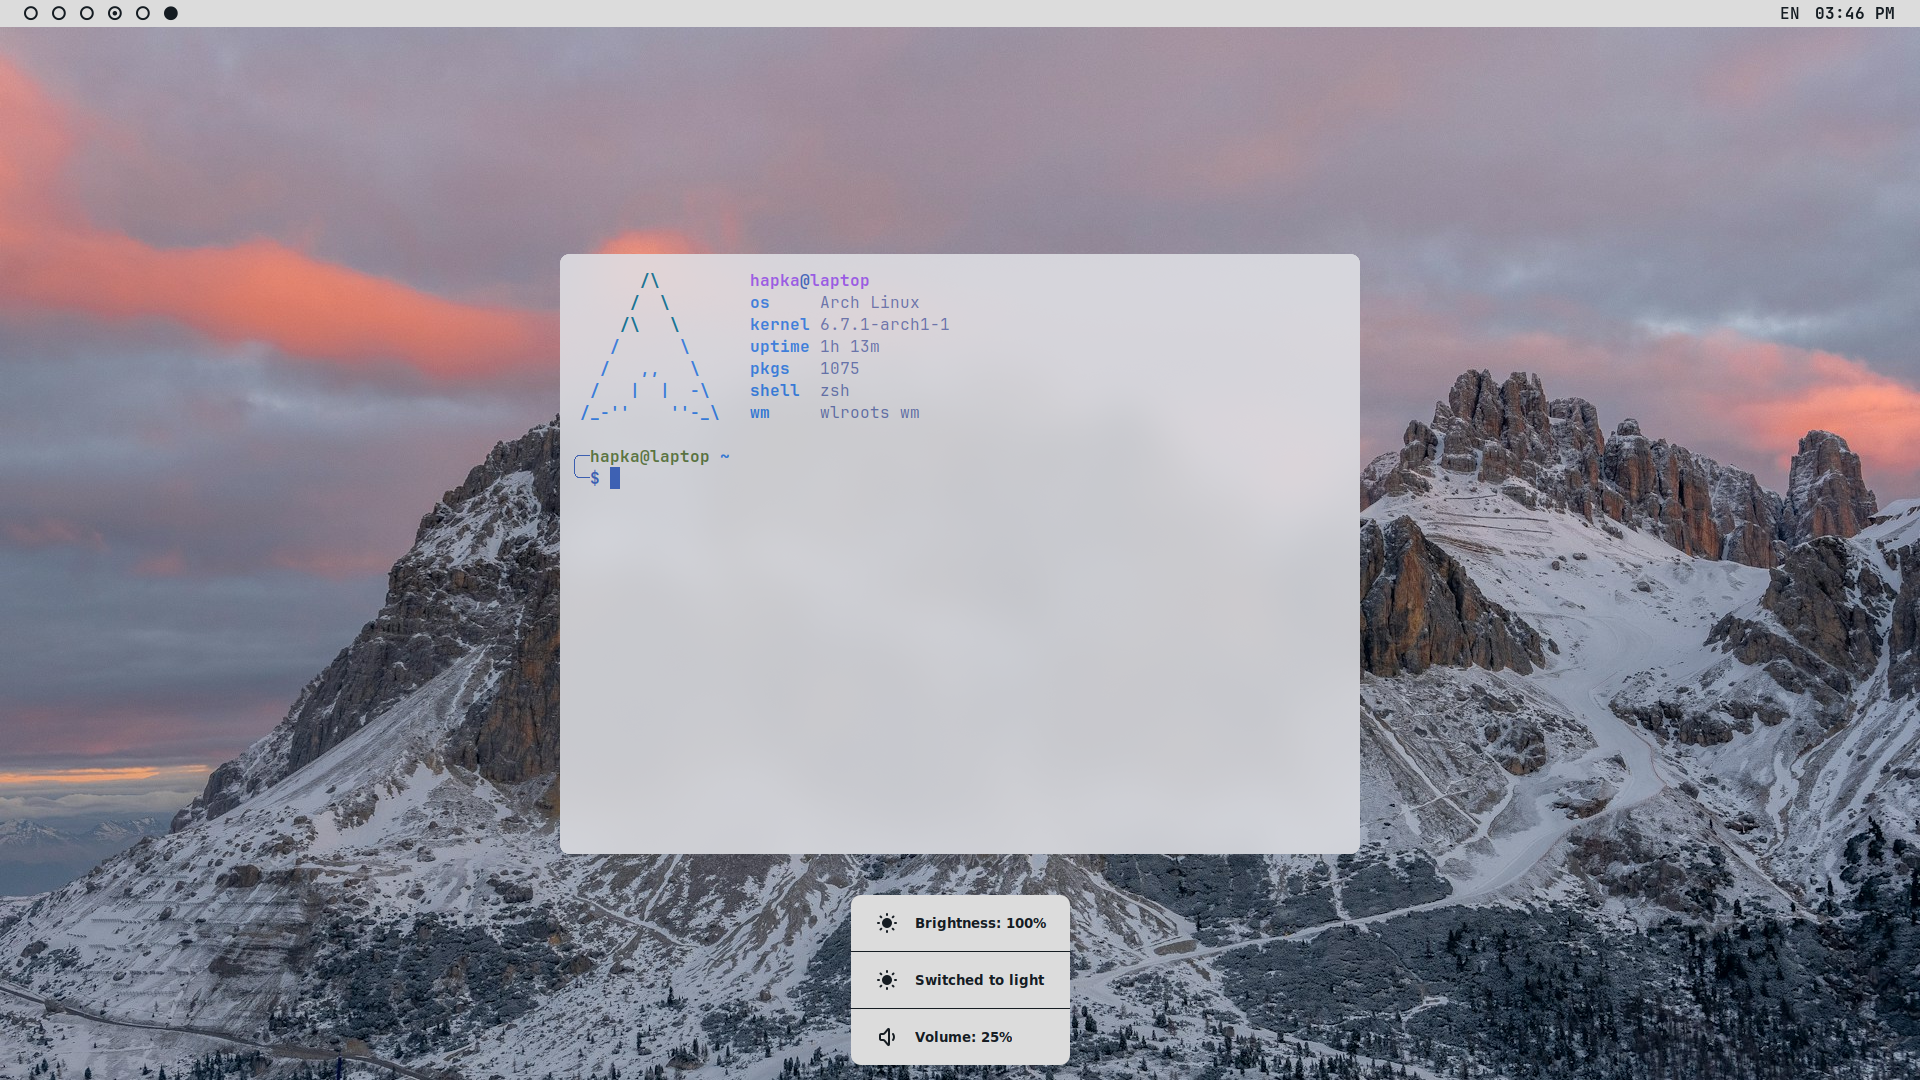 EN 03:46 PM
hapka@laptop
os Arch Linux
kernel 6.7.1-arch1-1
uptime 1h 13m
pkgs 1075
shell zsh
wm wlroots wm
hapka@laptop ~
$
Brightness: 100%
Switched to light
Volume: 25%